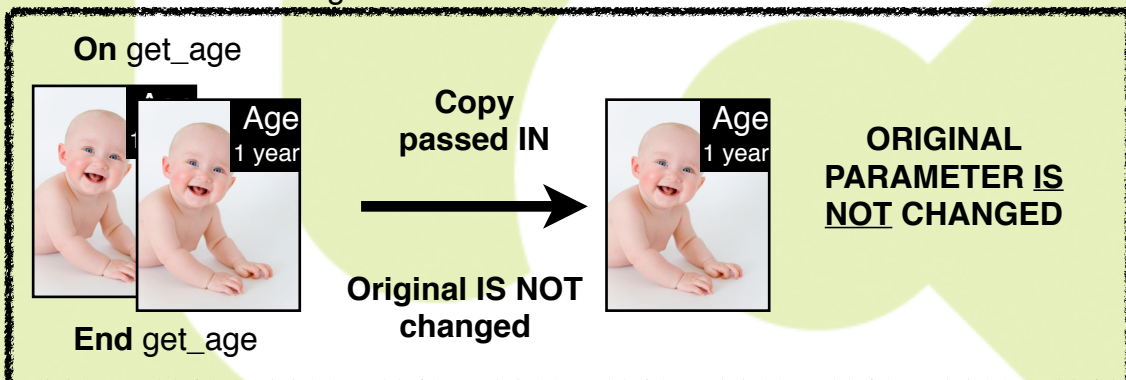 On get_age
Age
1 year
Copy
passed IN
Age
1 year
ORIGINAL
PARAMETER IS
NOT CHANGED
Original IS NOT
changed
End get_age